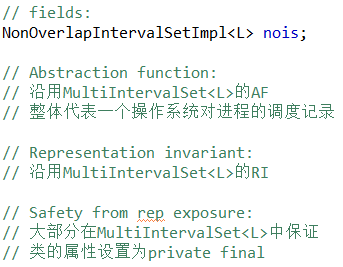 // fields:
NonOverlapIntervalSetImpl<L> nois;
// Abstraction function:
// 沿用MultiIntervalSet<L>的AF
// 整体代表一个操作系统对进程的调度记录
// Representation invariant:
// 沿用MultiIntervalSet<L>的RI
// Safety from rep exposure:
// 大部分在MultiIntervalSet<L>中保证
// 类的属性设置为private final